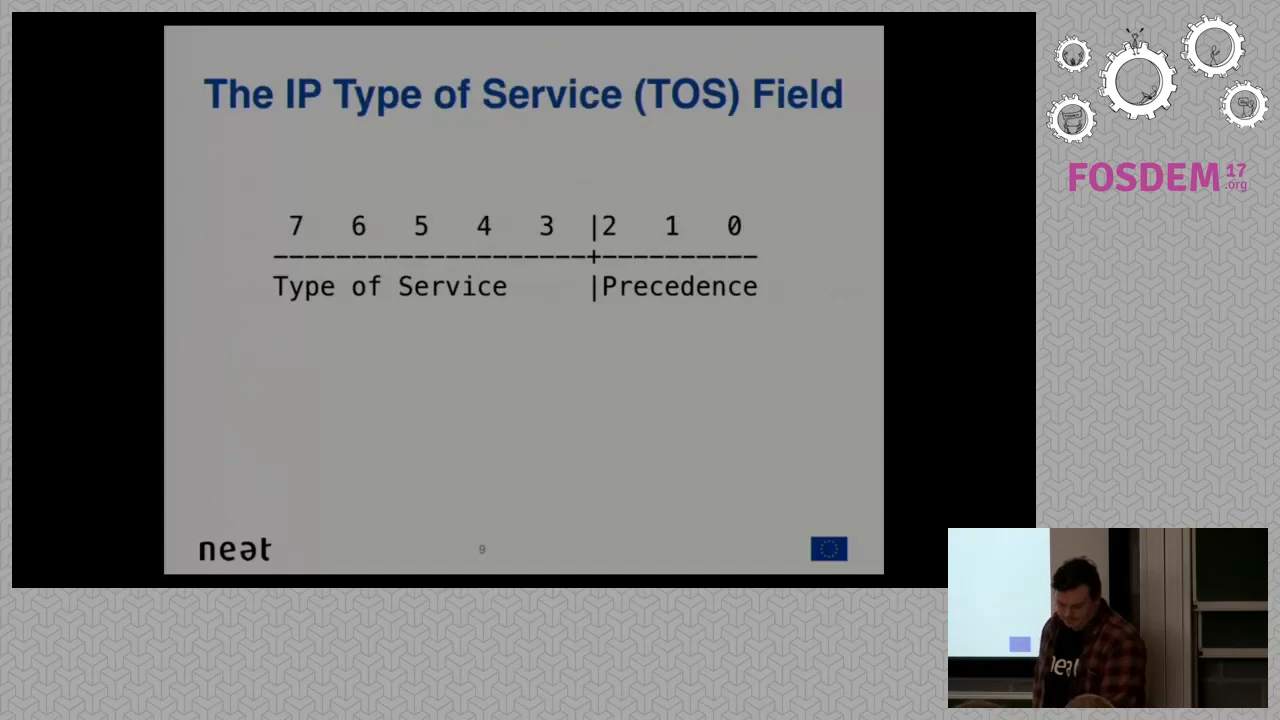 The IP Type of Service (TOS) Field
7 6 5 4 3 |2 1 0
-------------------+----------
Type of Service |Precedence
neat
9
FOSDEM 17
.org
neat